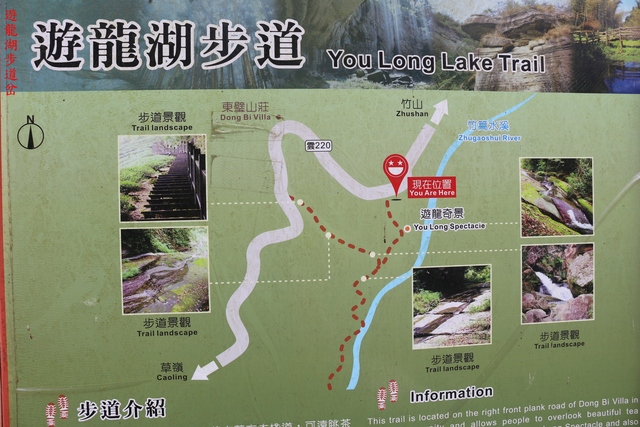 遊龍湖步道岔
遊龍湖步道
You Long Lake Trail
步道景觀
Trail landscape
東壁山莊
Dong Bi Villa
竹山
Zhushan
竹篙水溪
Zhugaoshui River
雲220
現在位置
You Are Here
遊龍奇景
You Long Spectacle
N
步道景觀
Trail landscape
步道景觀
Trail landscape
步道景觀
Trail landscape
草嶺
Caoling
步道介紹
Information
This trail is located on the right front plank road of Dong Bi Villa in
and allows people to overlook beautiful tea
Spectacle and also